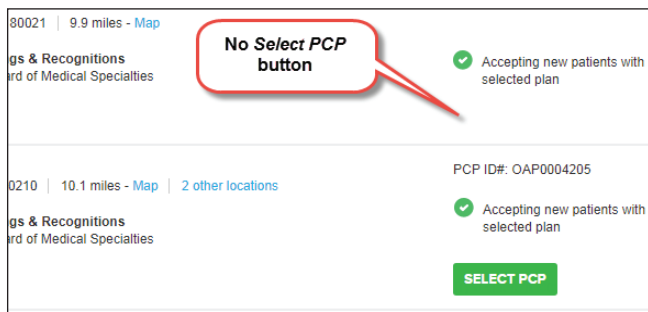 80021 | 9.9 miles - Map
No Select PCP
button
gs & Recognitions
ard of Medical Specialties
Accepting new patients with
selected plan
PCP ID#: OAP0004205
0210 | 10.1 miles - Map | 2 other locations
Accepting new patients with
selected plan
gs & Recognitions
ard of Medical Specialties
SELECT PCP